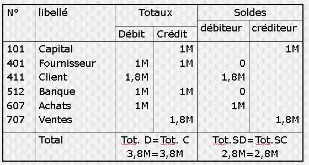 N° libellé Totaux Soldes
Débit Crédit débiteur créditeur
101 Capital 1M 1M
401 Fournisseur 1M 1M 0
411 Client 1,8M 1,8M
512 Banque 1M 1M 0
607 Achats 1M 1M
707 Ventes 1,8M 1,8M
Total Tot. D=Tot. C Tot.SD=Tot.SC
3,8M=3,8M 2,8M=2,8M